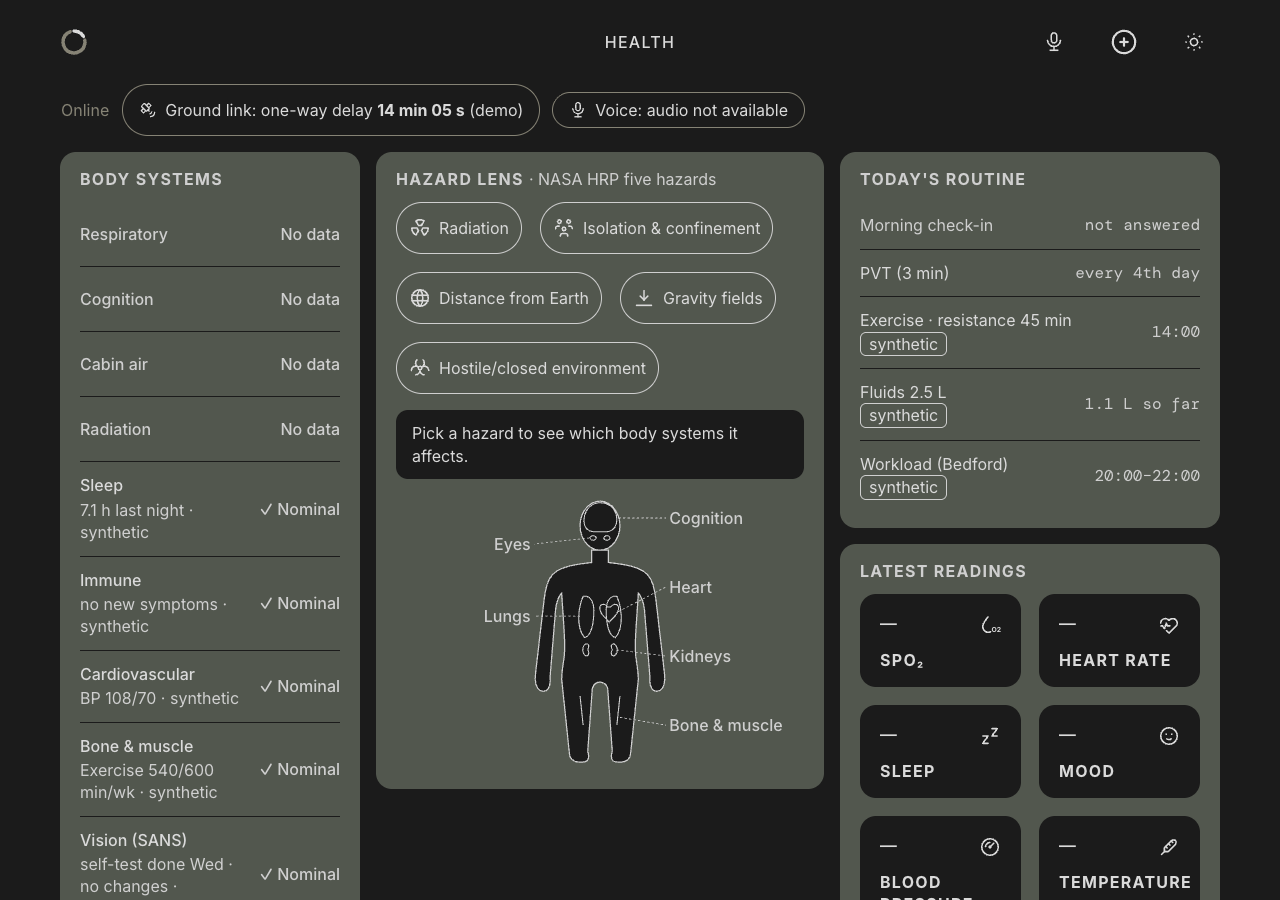 HEALTH
Online
Ground link: one-way delay 14 min 05 s (demo)
Voice: audio not available
BODY SYSTEMS
Respiratory No data
Cognition No data
Cabin air No data
Radiation No data
Sleep
7.1 h last night ·
synthetic
✓ Nominal
Immune
no new symptoms ·
synthetic
✓ Nominal
Cardiovascular
BP 108/70 · synthetic
✓ Nominal
Bone & muscle
Exercise 540/600
min/wk · synthetic
✓ Nominal
Vision (SANS)
self-test done Wed ·
no changes ·
✓ Nominal
HAZARD LENS · NASA HRP five hazards
Radiation
Isolation & confinement
Distance from Earth
Gravity fields
Hostile/closed environment
Pick a hazard to see which body systems it
affects.
Cognition
Eyes
Heart
Lungs
Kidneys
Bone & muscle
TODAY'S ROUTINE
Morning check-in not answered
PVT (3 min) every 4th day
Exercise · resistance 45 min
synthetic
14:00
Fluids 2.5 L
synthetic
1.1 L so far
Workload (Bedford)
synthetic
20:00–22:00
LATEST READINGS
—
O2
SPO₂
—
HEART RATE
—
zZ
SLEEP
—
MOOD
—
BLOOD
PRESSURE
—
TEMPERATURE